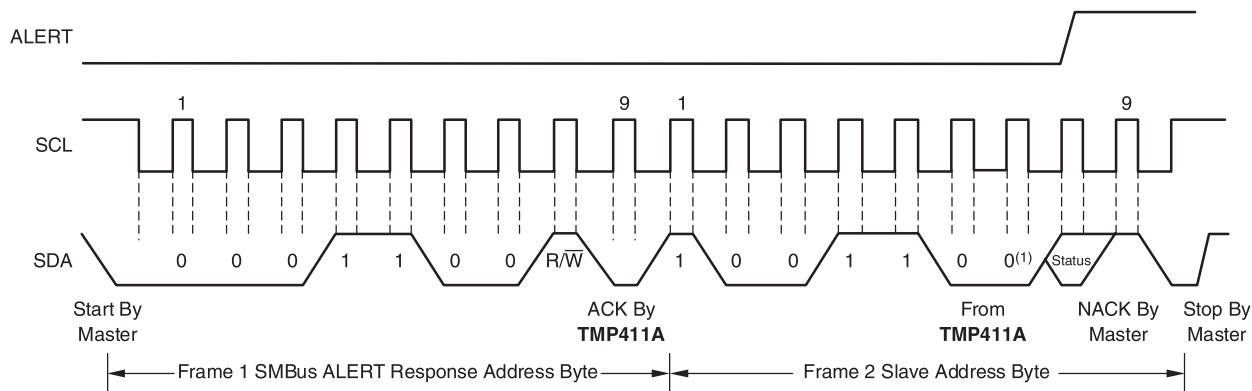 ALERT
1 9 1 9
SCL
SDA
0 0 0 1 1 0 0 R/W̅ 1 0 0 1 1 0 0(1) Status
Start By
Master
ACK By
TMP411A
From
TMP411A
NACK By
Master
Stop By
Master
Frame 1 SMBus ALERT Response Address Byte
Frame 2 Slave Address Byte